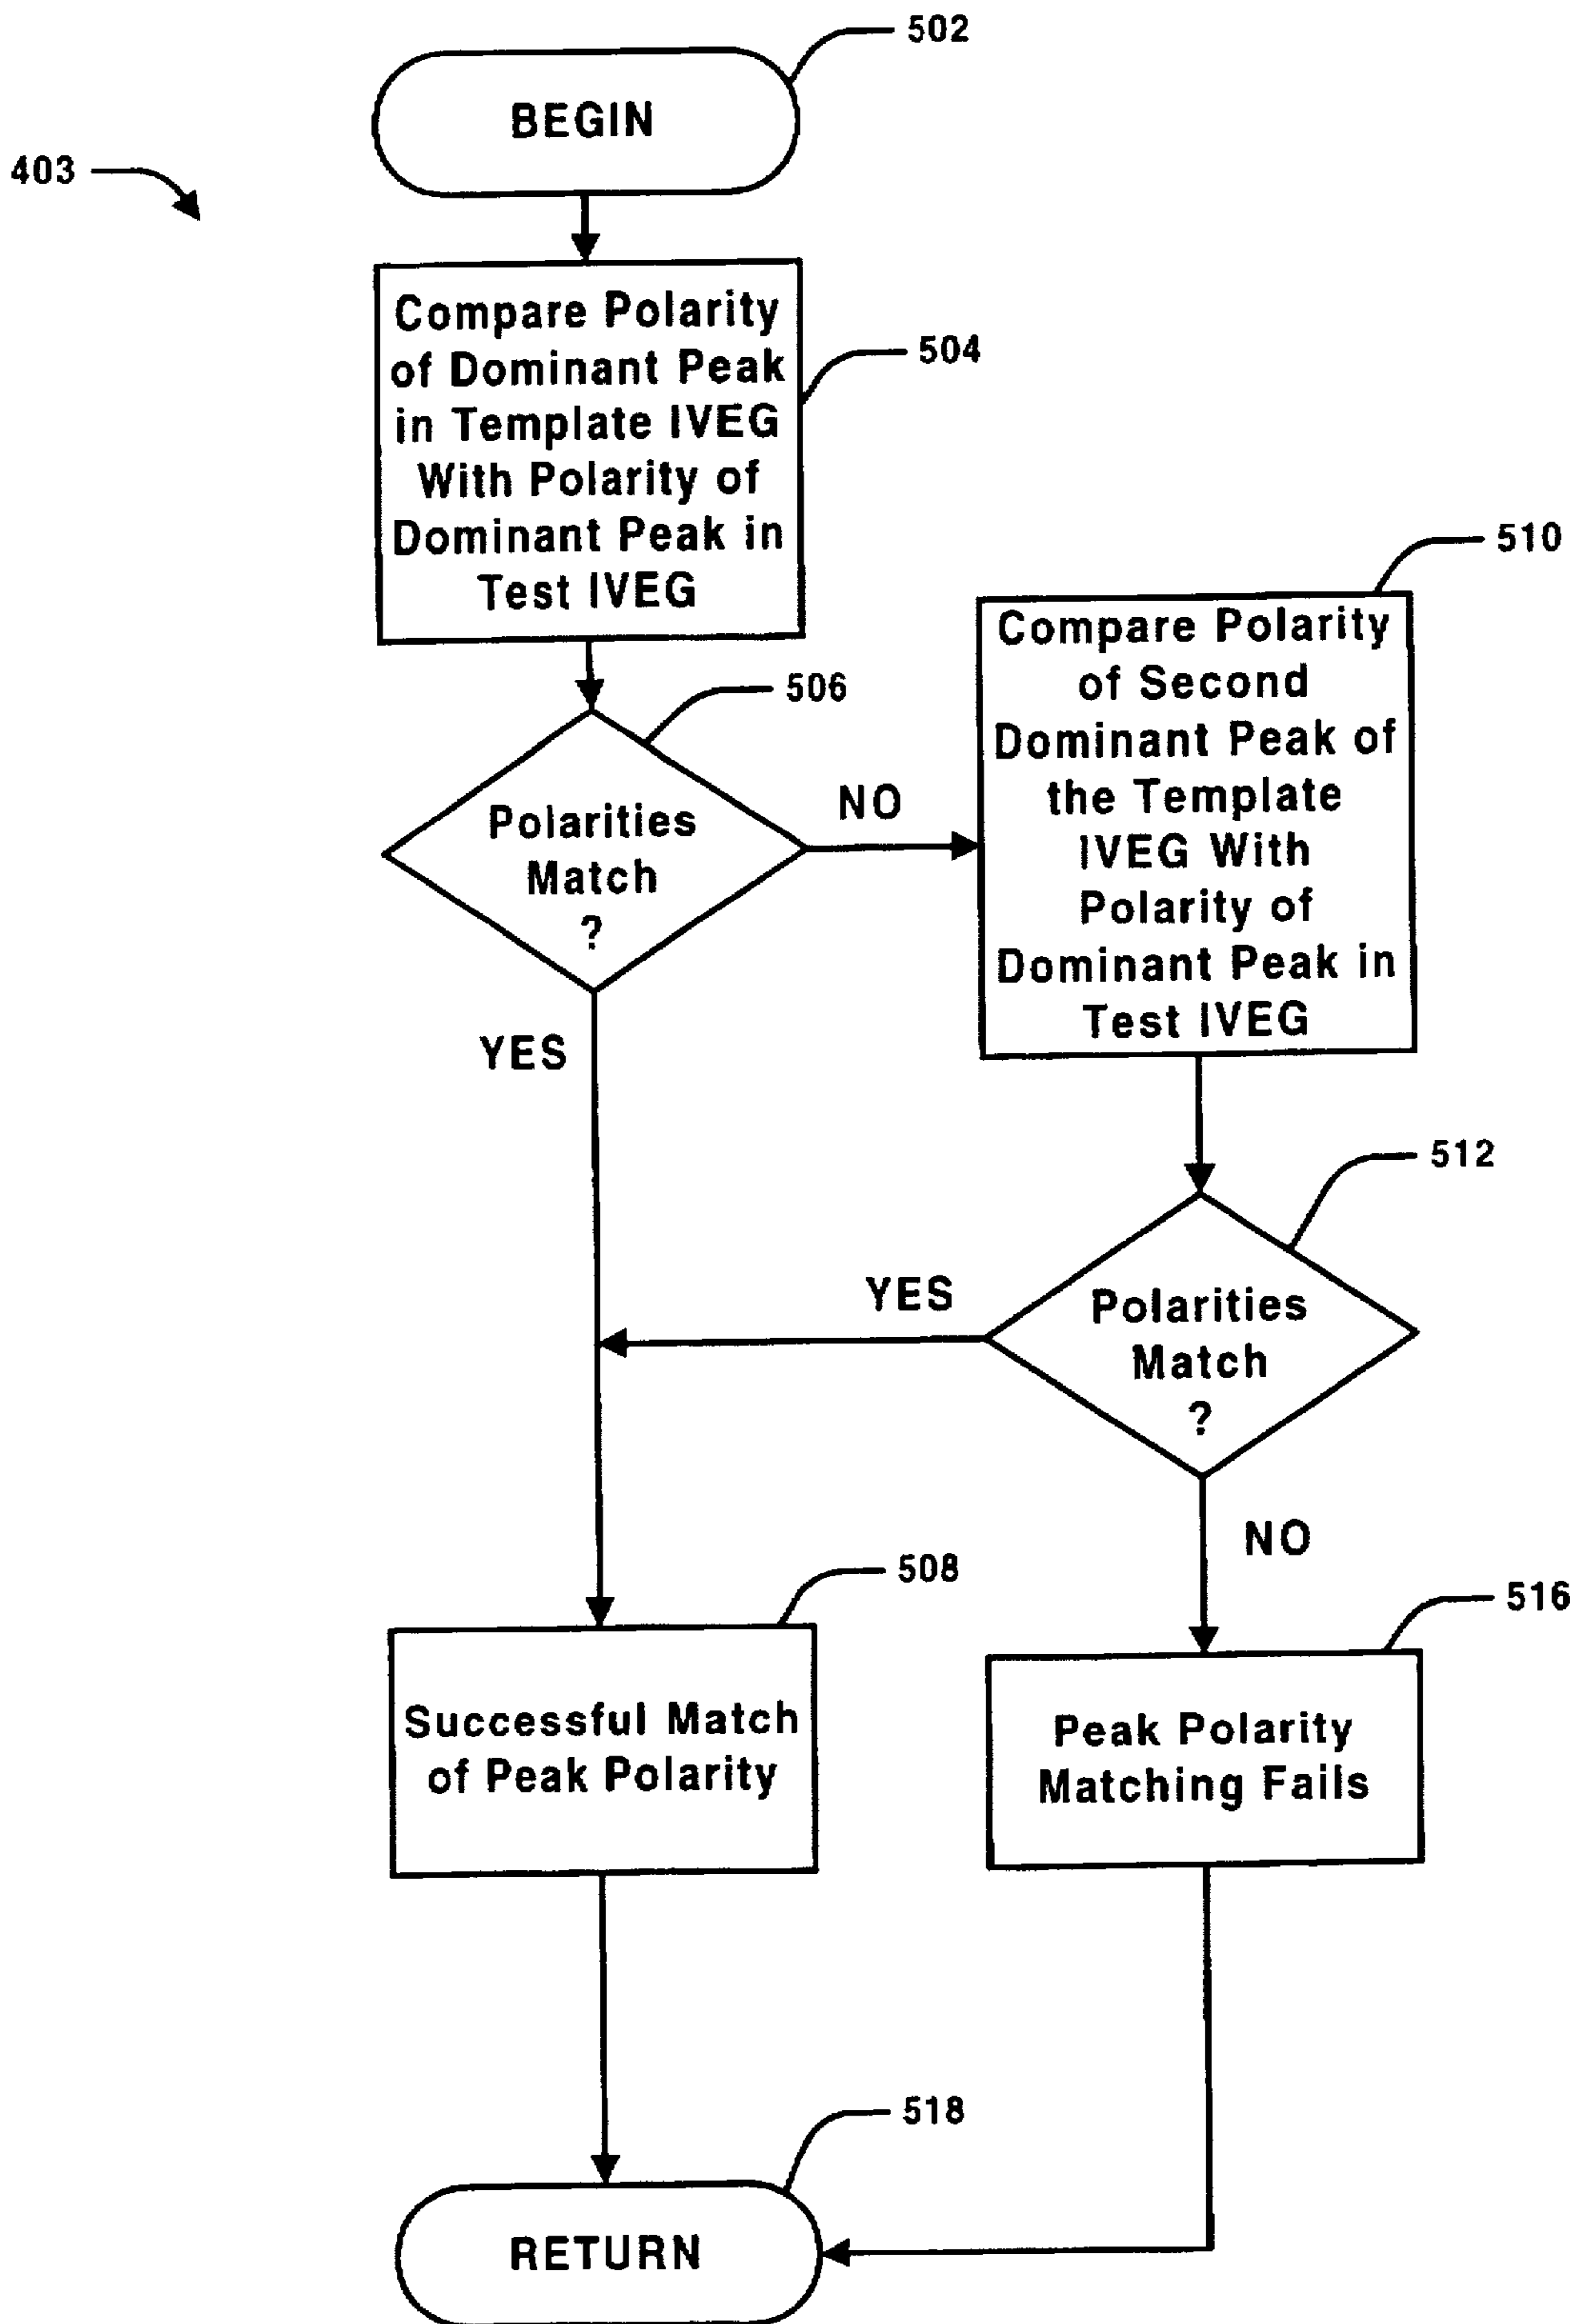 502
BEGIN
403
Compare Polarity
of Dominant Peak
in Template IVEG
With Polarity of
Dominant Peak in
Test IVEG
504
506
Polarities
Match
?
NO
YES
510
Compare Polarity
of Second
Dominant Peak of
the Template
IVEG With
Polarity of
Dominant Peak in
Test IVEG
512
Polarities
Match
?
YES
NO
508
Successful Match
of Peak Polarity
516
Peak Polarity
Matching Fails
518
RETURN